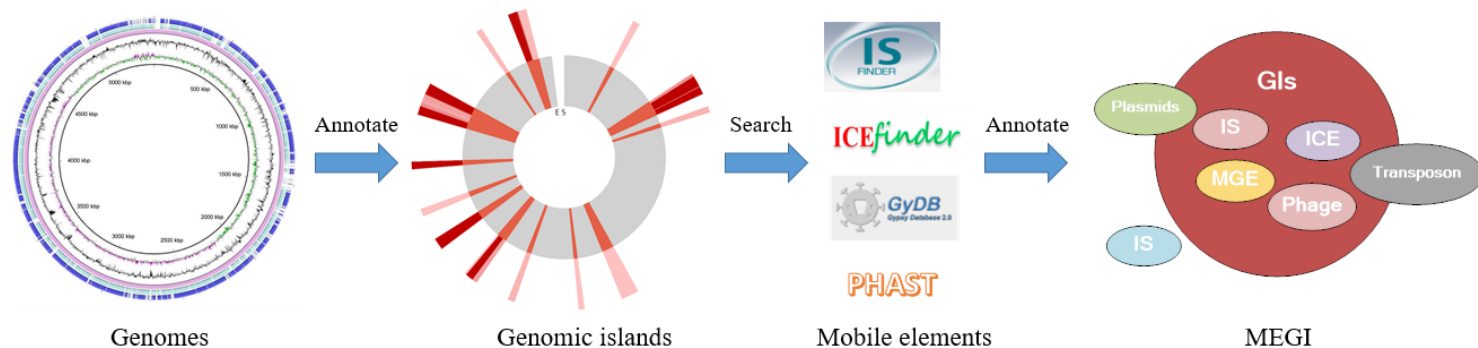 5000 kbp
500 kbp
4500 kbp
1000 kbp
4000 kbp
1500 kbp
3500 kbp
2000 kbp
3000 kbp
2500 kbp
Genomes
Annotate
E S
Genomic islands
Search
IS
FINDER
ICEfinder
GyDB
Gypsy Database 2.0
PHAST
Mobile elements
Annotate
GIs
Plasmids
IS
ICE
MGE
Transposon
Phage
IS
MEGI